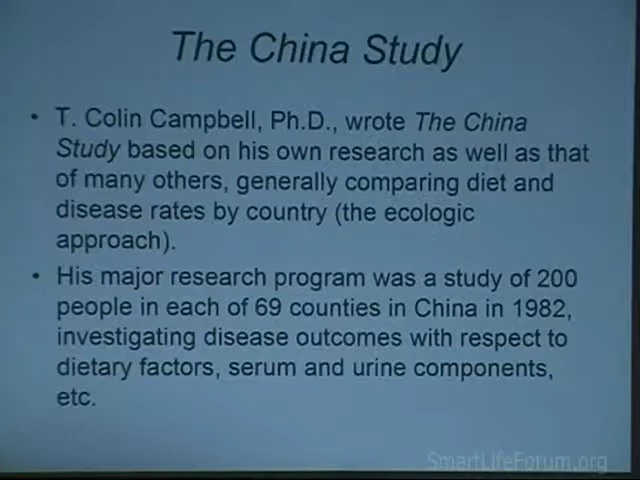 The China Study
• T. Colin Campbell, Ph.D., wrote The China
Study based on his own research as well as that
of many others, generally comparing diet and
disease rates by country (the ecologic
approach).
• His major research program was a study of 200
people in each of 69 counties in China in 1982,
investigating disease outcomes with respect to
dietary factors, serum and urine components,
etc.
SmartLifeForum.org